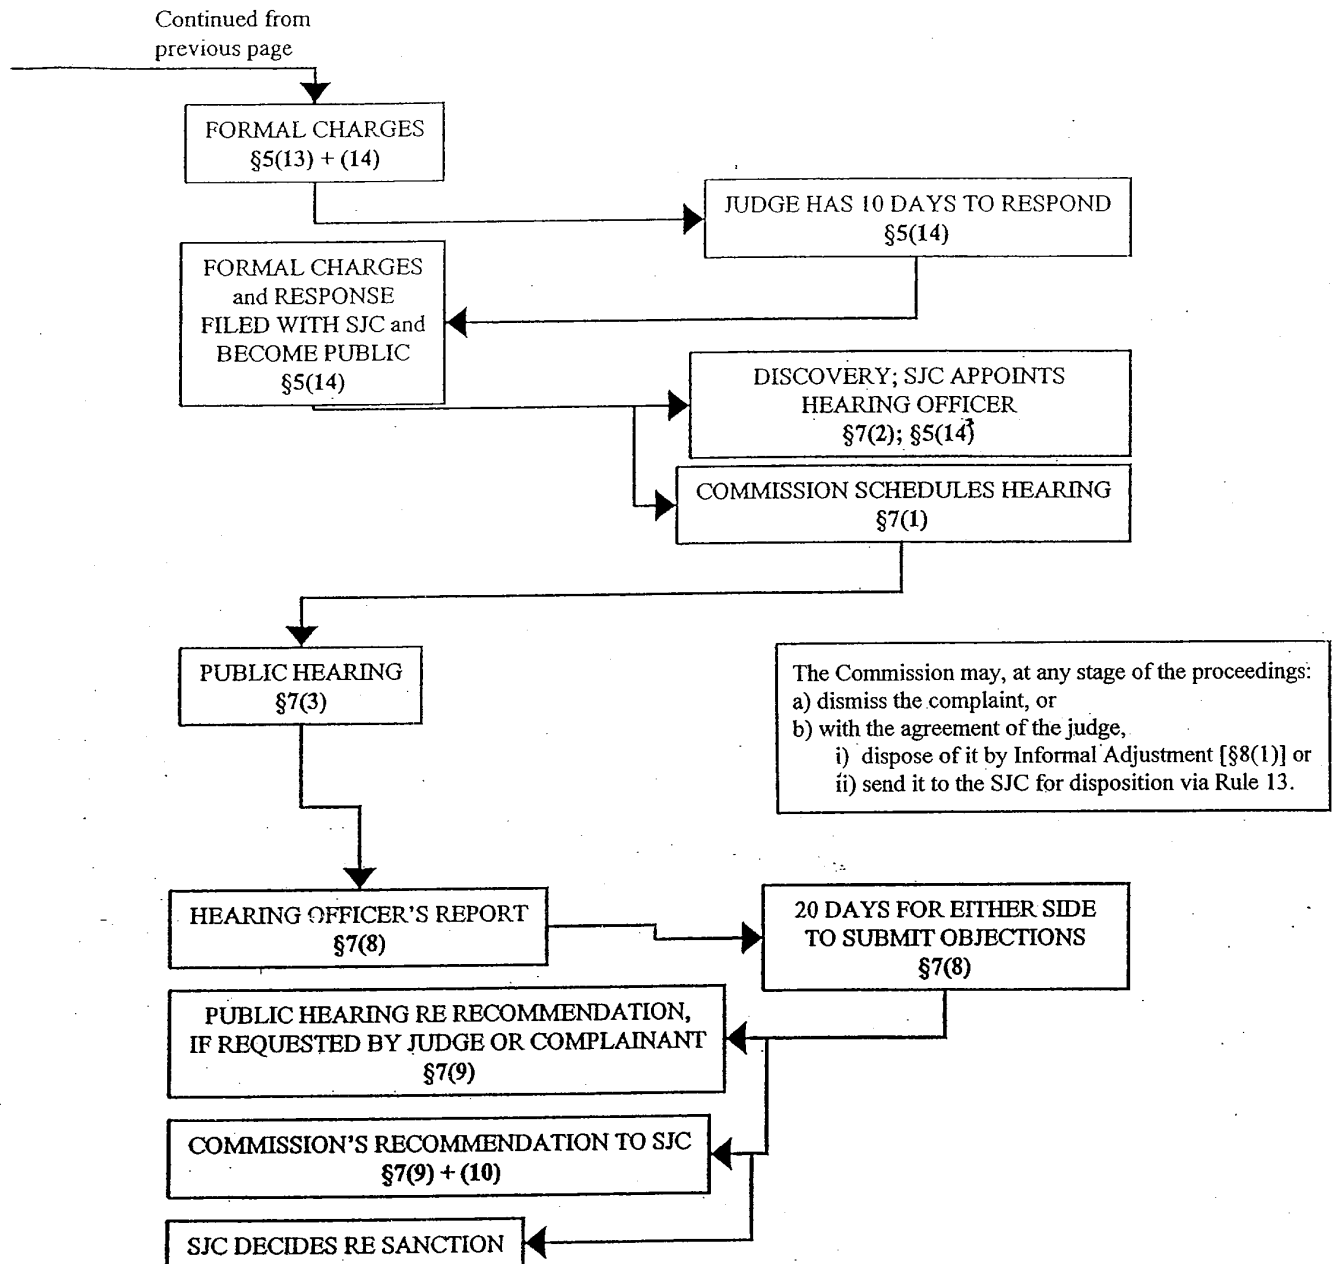 Continued from
previous page
FORMAL CHARGES
§5(13) + (14)
JUDGE HAS 10 DAYS TO RESPOND
§5(14)
FORMAL CHARGES
and RESPONSE
FILED WITH SJC and
BECOME PUBLIC
§5(14)
DISCOVERY; SJC APPOINTS
HEARING OFFICER
§7(2); §5(14)
COMMISSION SCHEDULES HEARING
§7(1)
PUBLIC HEARING
§7(3)
The Commission may, at any stage of the proceedings:
a) dismiss the complaint, or
b) with the agreement of the judge,
i) dispose of it by Informal Adjustment [§8(1)] or
ii) send it to the SJC for disposition via Rule 13.
HEARING OFFICER'S REPORT
§7(8)
20 DAYS FOR EITHER SIDE
TO SUBMIT OBJECTIONS
§7(8)
PUBLIC HEARING RE RECOMMENDATION,
IF REQUESTED BY JUDGE OR COMPLAINANT
§7(9)
COMMISSION'S RECOMMENDATION TO SJC
§7(9) + (10)
SJC DECIDES RE SANCTION